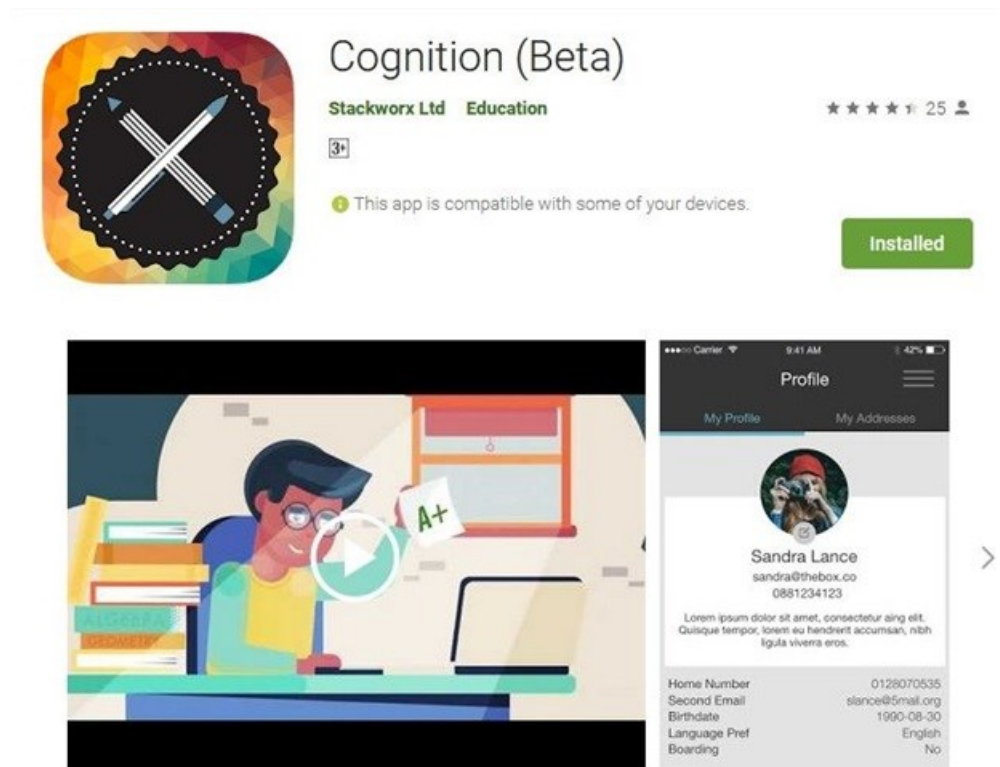 Cognition (Beta)
Stackworx Ltd Education
25
3+
This app is compatible with some of your devices.
Installed
A+
ALGEBRA
GEOMETRY
Carrier 9:41 AM 42%
Profile
My Profile My Addresses
Sandra Lance
sandra@thebox.co
0881234123
Lorem ipsum dolor sit amet, consectetur aing elit.
Quisque tempor, lorem eu hendrerit accumsan, nibh
ligula viverra eros.
Home Number 0128070535
Second Email slance@5mail.org
Birthdate 1990-08-30
Language Pref English
Boarding No